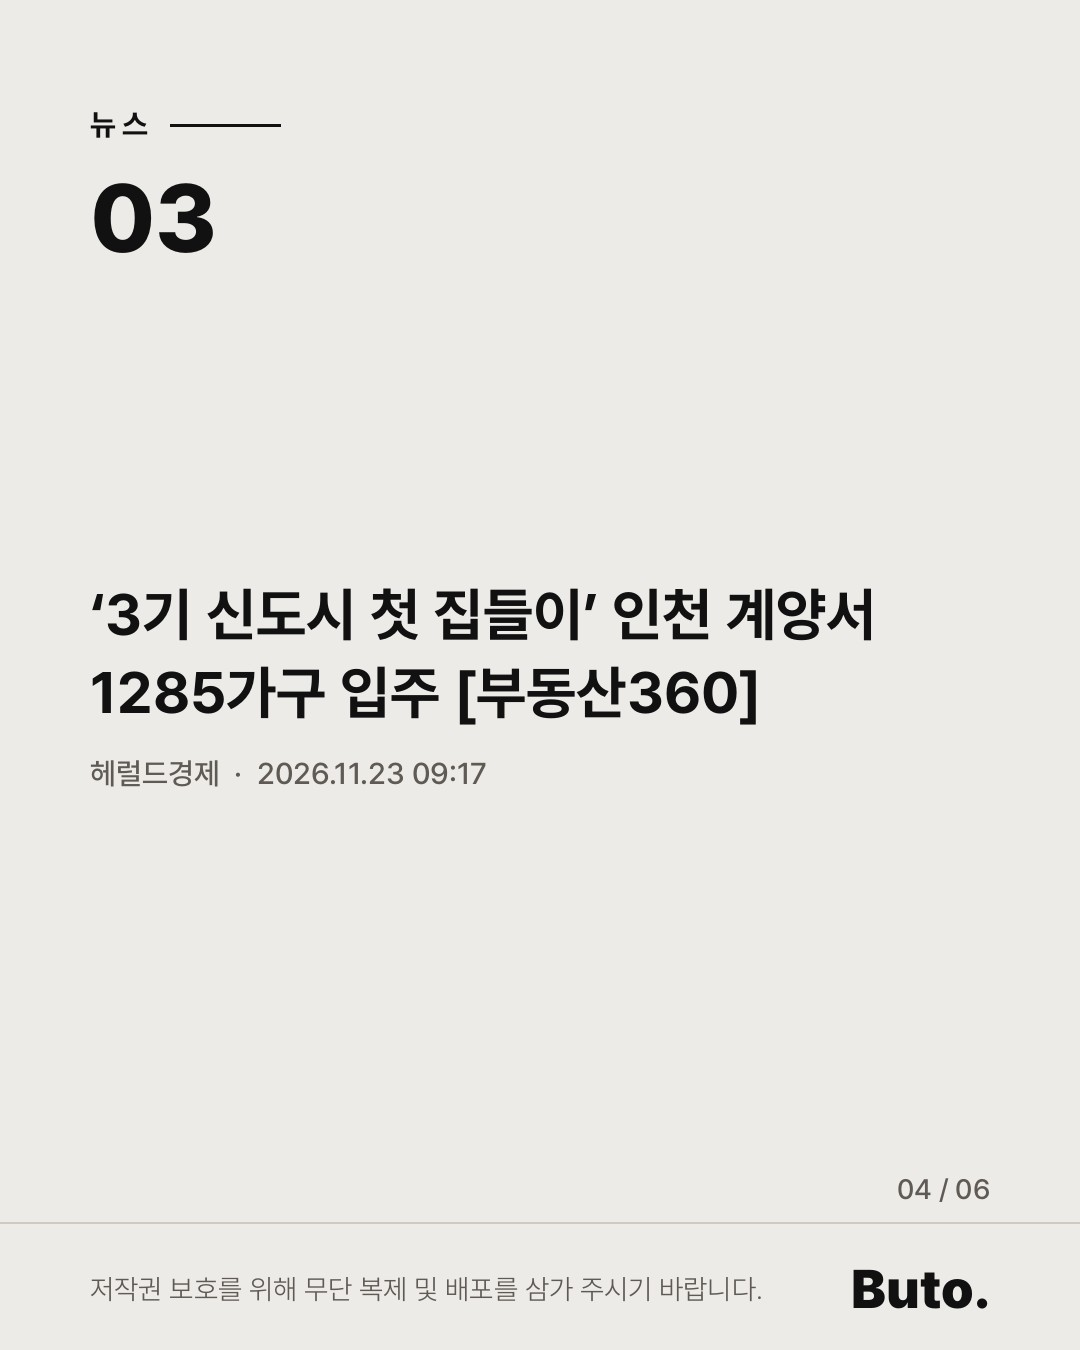 뉴스
03
‘3기 신도시 첫 집들이’ 인천 계양서
1285가구 입주 [부동산360]
헤럴드경제 · 2026.11.23 09:17
04 / 06
저작권 보호를 위해 무단 복제 및 배포를 삼가 주시기 바랍니다.
Buto.